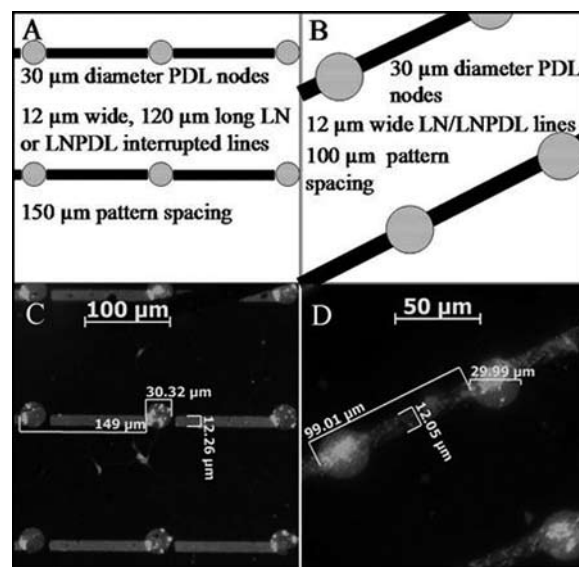 A
30 µm diameter PDL nodes
12 µm wide, 120 µm long LN
or LNPDL interrupted lines
150 µm pattern spacing
B
30 µm diameter PDL
nodes
12 µm wide LN/LNPDL lines
100 µm pattern
spacing
C
100 µm
30.32 µm
149 µm
12.26 µm
D
50 µm
29.99 µm
99.01 µm
12.05 µm